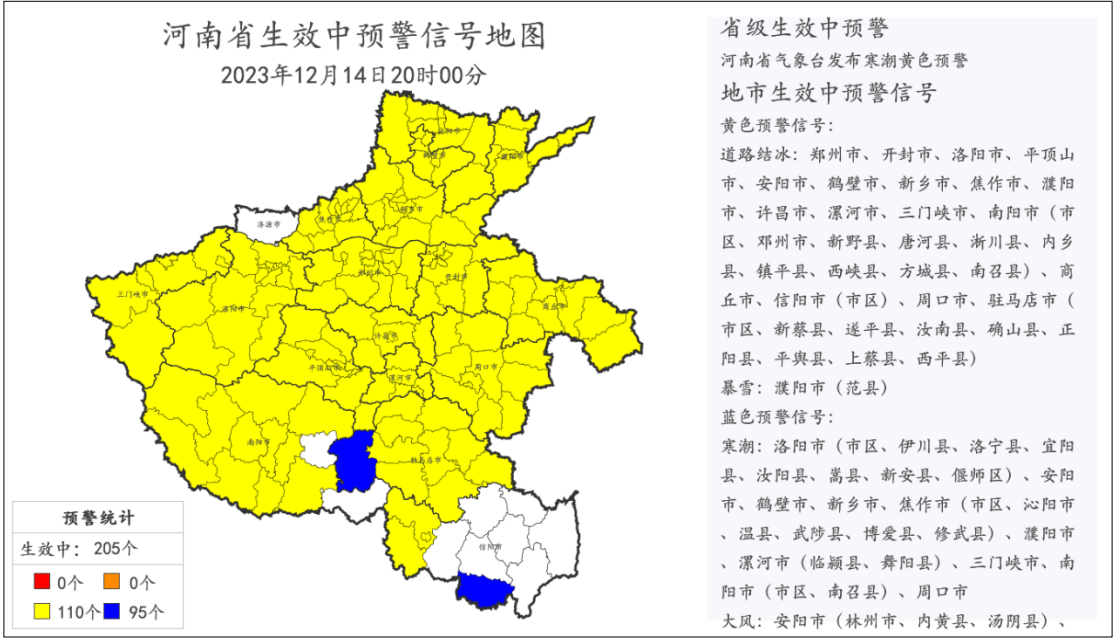 河南省生效中预警信号地图
2023年12月14日20时00分
安阳市
鹤壁市
濮阳市
新乡市
焦作市
济源市
三门峡市
洛阳市
郑州市
开封市
商丘市
许昌市
平顶山市
漯河市
周口市
南阳市
驻马店市
信阳市
预警统计
生效中: 205个
0个 0个
110个 95个
省级生效中预警
河南省气象台发布寒潮黄色预警
地市生效中预警信号
黄色预警信号:
道路结冰: 郑州市、开封市、洛阳市、平顶山
市、安阳市、鹤壁市、新乡市、焦作市、濮阳
市、许昌市、漯河市、三门峡市、南阳市（市
区、邓州市、新野县、唐河县、淅川县、内乡
县、镇平县、西峡县、方城县、南召县）、商
丘市、信阳市（市区）、周口市、驻马店市（
市区、新蔡县、遂平县、汝南县、确山县、正
阳县、平舆县、上蔡县、西平县）
暴雪: 濮阳市（范县）
蓝色预警信号:
寒潮: 洛阳市（市区、伊川县、洛宁县、宜阳
县、汝阳县、嵩县、新安县、偃师区）、安阳
市、鹤壁市、新乡市、焦作市（市区、沁阳市
、温县、武陟县、博爱县、修武县）、濮阳市
、漯河市（临颍县、舞阳县）、三门峡市、南
阳市（市区、南召县）、周口市
大风: 安阳市（林州市、内黄县、汤阴县）、